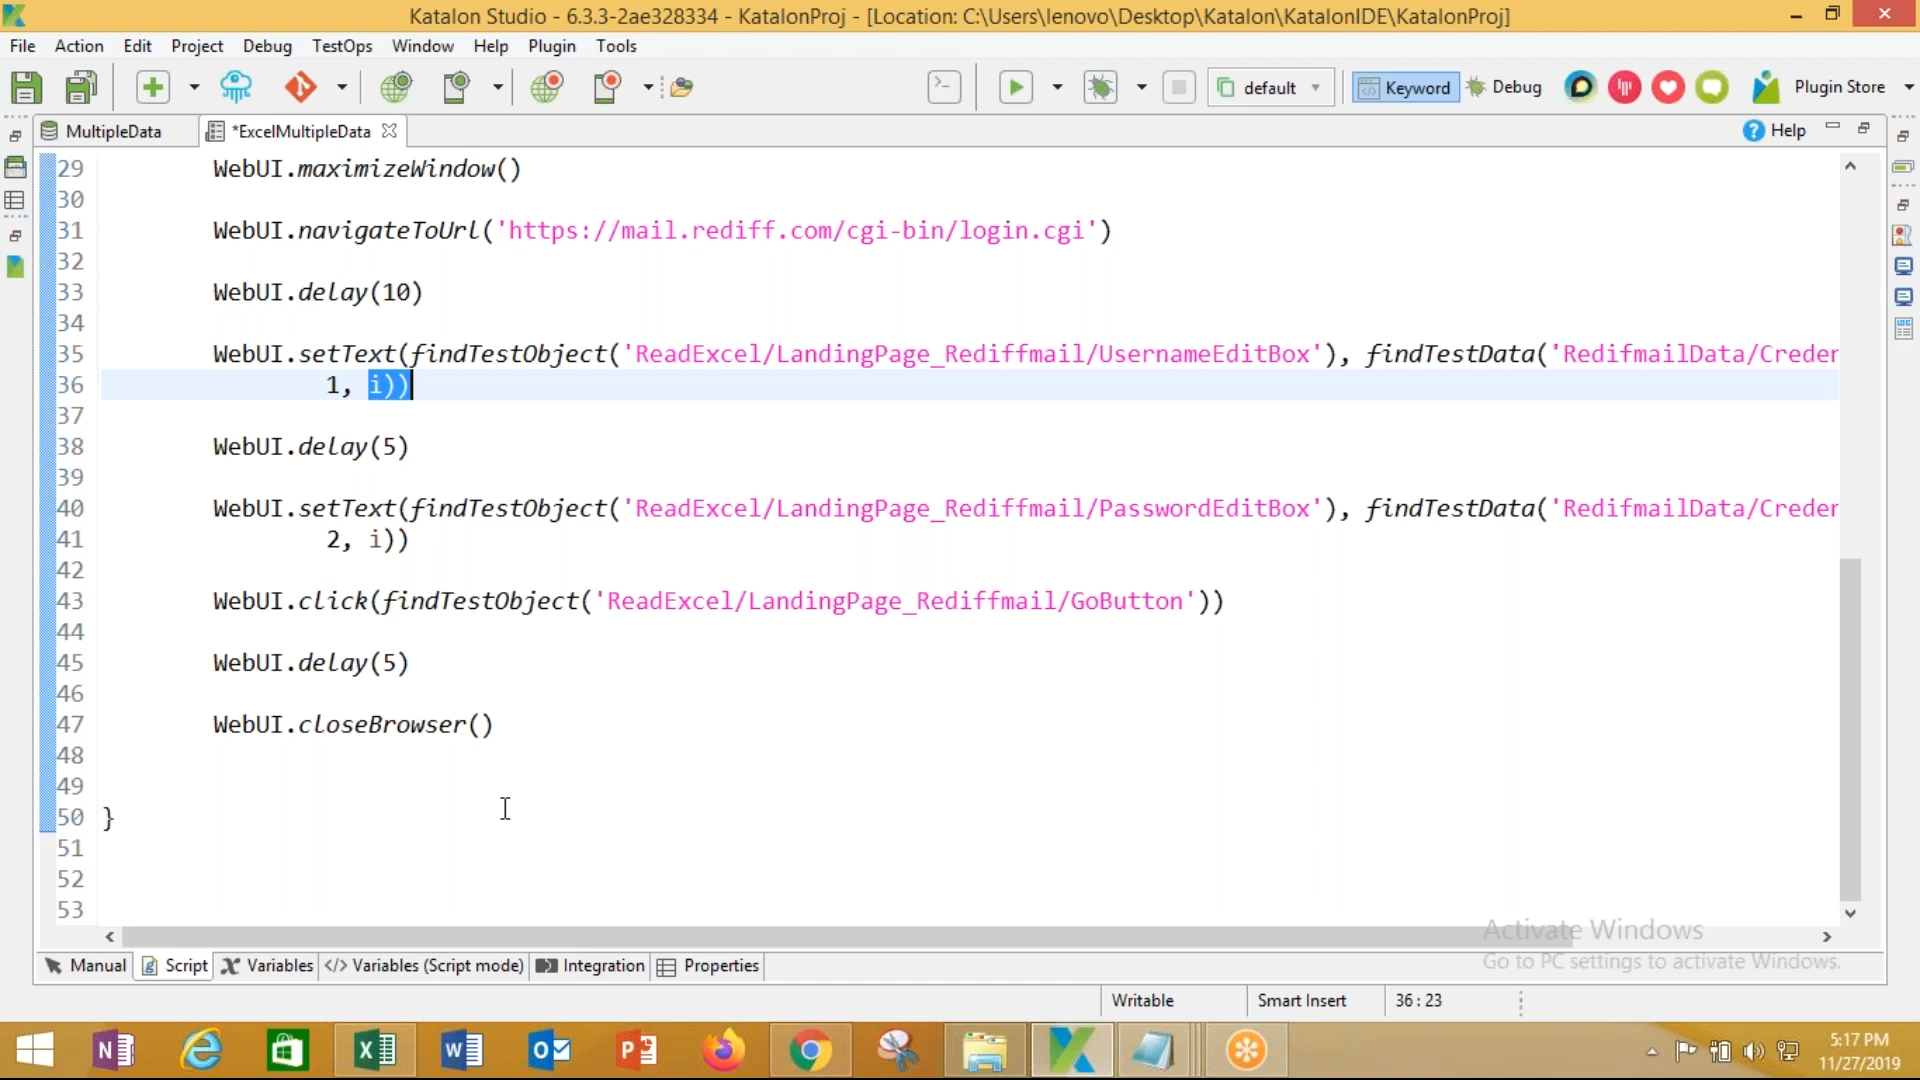 Katalon Studio - 6.3.3-2ae328334 - KatalonProj - [Location: C:\Users\lenovo\Desktop\Katalon\KatalonIDE\KatalonProj]
File Action Edit Project Debug TestOps Window Help Plugin Tools
default Keyword Debug Plugin Store
MultipleData *ExcelMultipleData Help
29 WebUI.maximizeWindow()
30
31 WebUI.navigateToUrl('https://mail.rediff.com/cgi-bin/login.cgi')
32
33 WebUI.delay(10)
34
35 WebUI.setText(findTestObject('ReadExcel/LandingPage_Rediffmail/UsernameEditBox'), findTestData('RedifmailData/Creder
36 1, i))
37
38 WebUI.delay(5)
39
40 WebUI.setText(findTestObject('ReadExcel/LandingPage_Rediffmail/PasswordEditBox'), findTestData('RedifmailData/Creder
41 2, i))
42
43 WebUI.click(findTestObject('ReadExcel/LandingPage_Rediffmail/GoButton'))
44
45 WebUI.delay(5)
46
47 WebUI.closeBrowser()
48
49
50 }
51
52
53
Activate Windows
Go to PC settings to activate Windows.
Manual Script Variables </> Variables (Script mode) Integration Properties
Writable Smart Insert 36 : 23
5:17 PM
11/27/2019